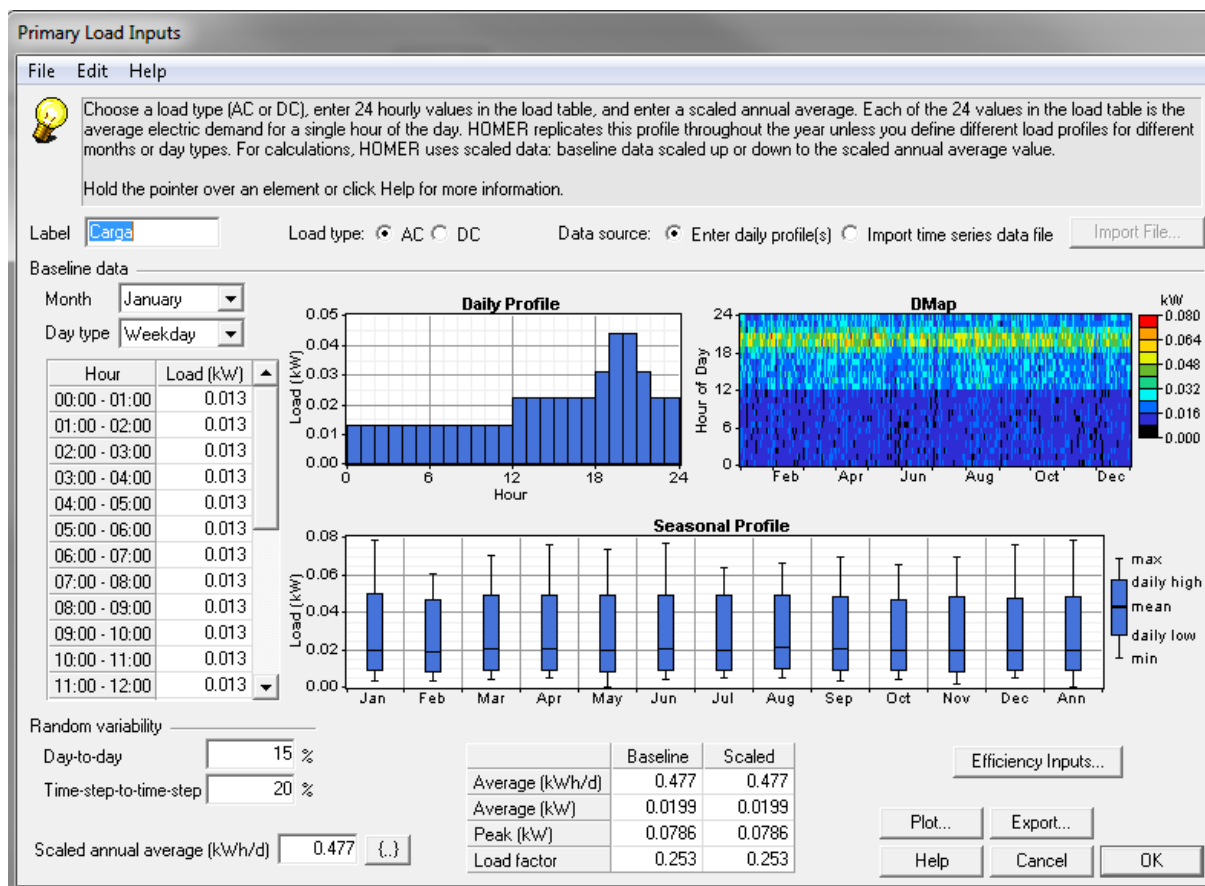 Primary Load Inputs
File Edit Help
Choose a load type (AC or DC), enter 24 hourly values in the load table, and enter a scaled annual average. Each of the 24 values in the load table is the
average electric demand for a single hour of the day. HOMER replicates this profile throughout the year unless you define different load profiles for different
months or day types. For calculations, HOMER uses scaled data: baseline data scaled up or down to the scaled annual average value.
Hold the pointer over an element or click Help for more information.
Label Carga Load type: AC DC Data source: Enter daily profile(s) Import time series data file Import File...
Baseline data
Month January
Day type Weekday
Hour Load (kW)
00:00 - 01:00 0.013
01:00 - 02:00 0.013
02:00 - 03:00 0.013
03:00 - 04:00 0.013
04:00 - 05:00 0.013
05:00 - 06:00 0.013
06:00 - 07:00 0.013
07:00 - 08:00 0.013
08:00 - 09:00 0.013
09:00 - 10:00 0.013
10:00 - 11:00 0.013
11:00 - 12:00 0.013
Daily Profile
Load (kW)
0.05
0.04
0.03
0.02
0.01
0.00
0 6 12 18 24
Hour
DMap
Hour of Day
24
18
12
6
0
Feb Apr Jun Aug Oct Dec
kW
0.080
0.064
0.048
0.032
0.016
0.000
Seasonal Profile
Load (kW)
0.08
0.06
0.04
0.02
0.00
Jan Feb Mar Apr May Jun Jul Aug Sep Oct Nov Dec Ann
max
daily high
mean
daily low
min
Random variability
Day-to-day 15 %
Time-step-to-time-step 20 %
Scaled annual average (kWh/d) 0.477 {..}
Baseline Scaled
Average (kWh/d) 0.477 0.477
Average (kW) 0.0199 0.0199
Peak (kW) 0.0786 0.0786
Load factor 0.253 0.253
Efficiency Inputs...
Plot... Export...
Help Cancel OK